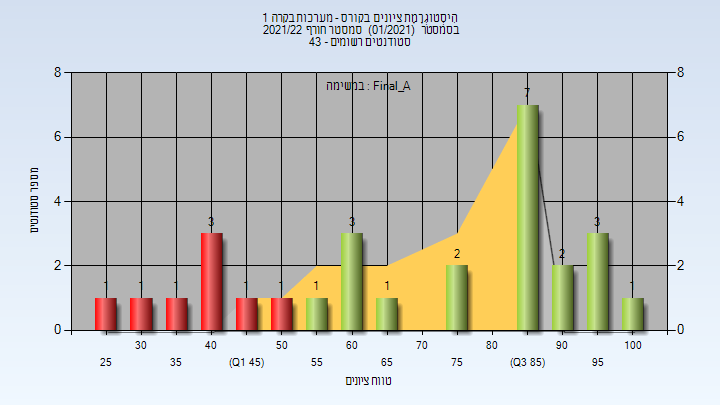 היסטוגרמת ציונים בקורס - מערכות בקרה 1
בסמסטר (01/2021) סמסטר חורף 2021/22
סטודנטים רשומים - 43
במשימה : Final_A
8 8
6 6
4 4
2 2
0 0
מספר סטודנטים
1 1 1 3 1 1 1 3 1 2 7 2 3 1
30 40 50 60 70 80 90 100
25 35 (Q1 45) 55 65 75 (Q3 85) 95
טווח ציונים